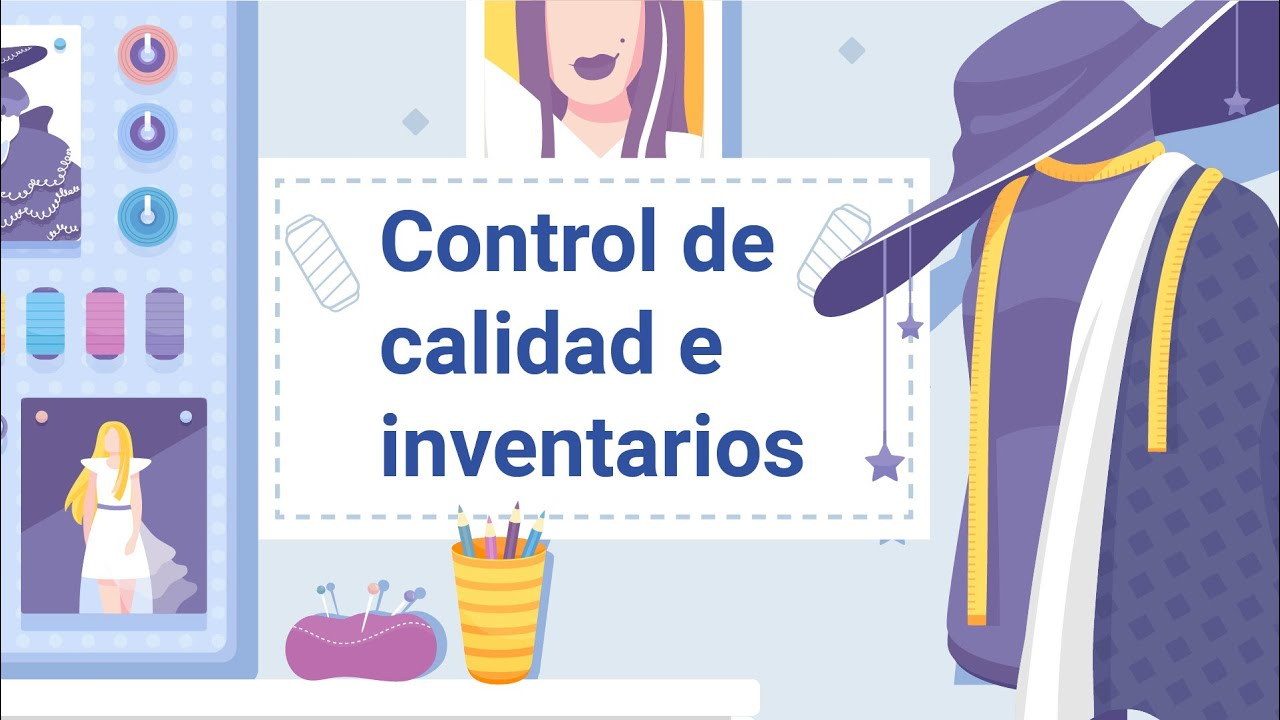 Control de
calidad e
inventarios